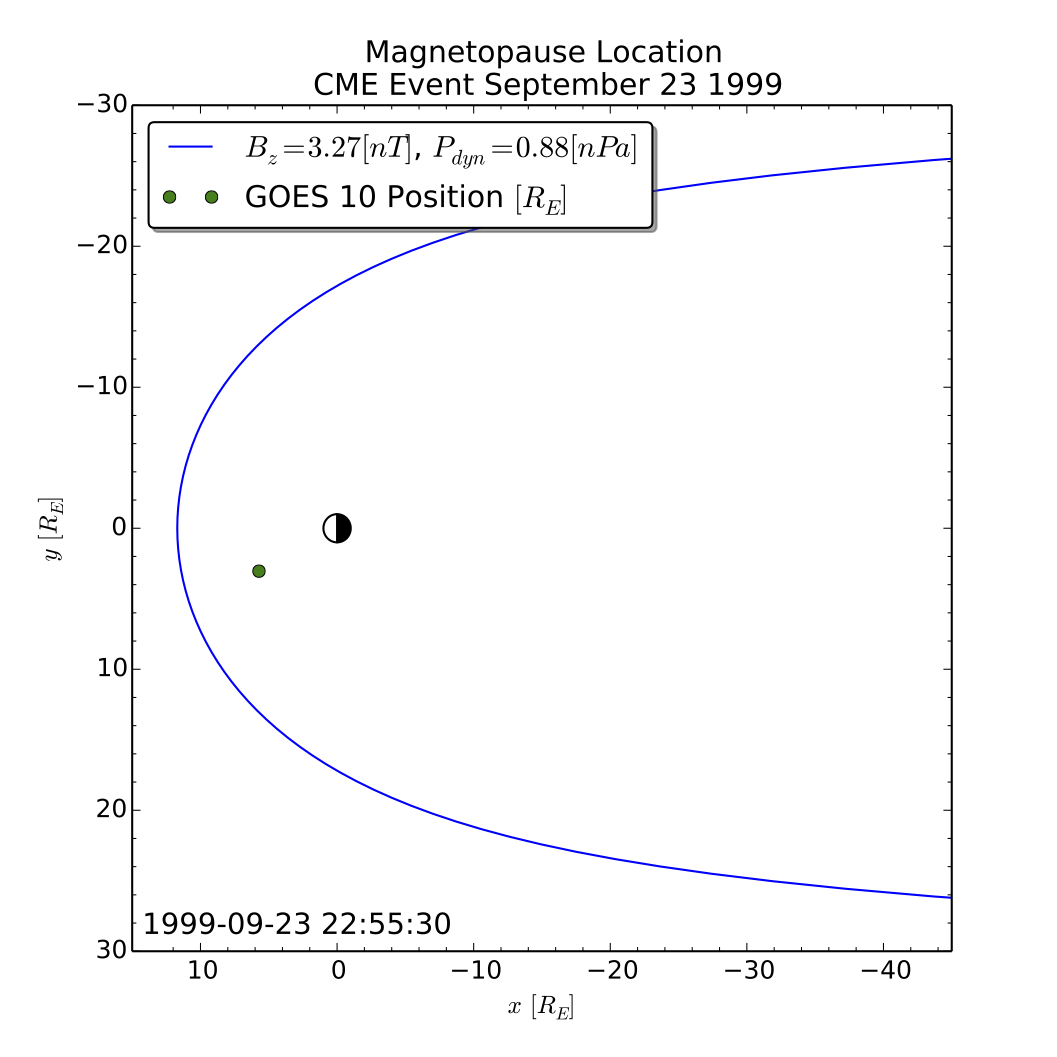 Magnetopause Location
CME Event September 23 1999
−30
−20
−10
0
10
20
30
y [R_E]
B_z=3.27[nT], P_dyn=0.88[nPa]
GOES 10 Position [R_E]
1999-09-23 22:55:30
10 0 −10 −20 −30 −40
x [R_E]